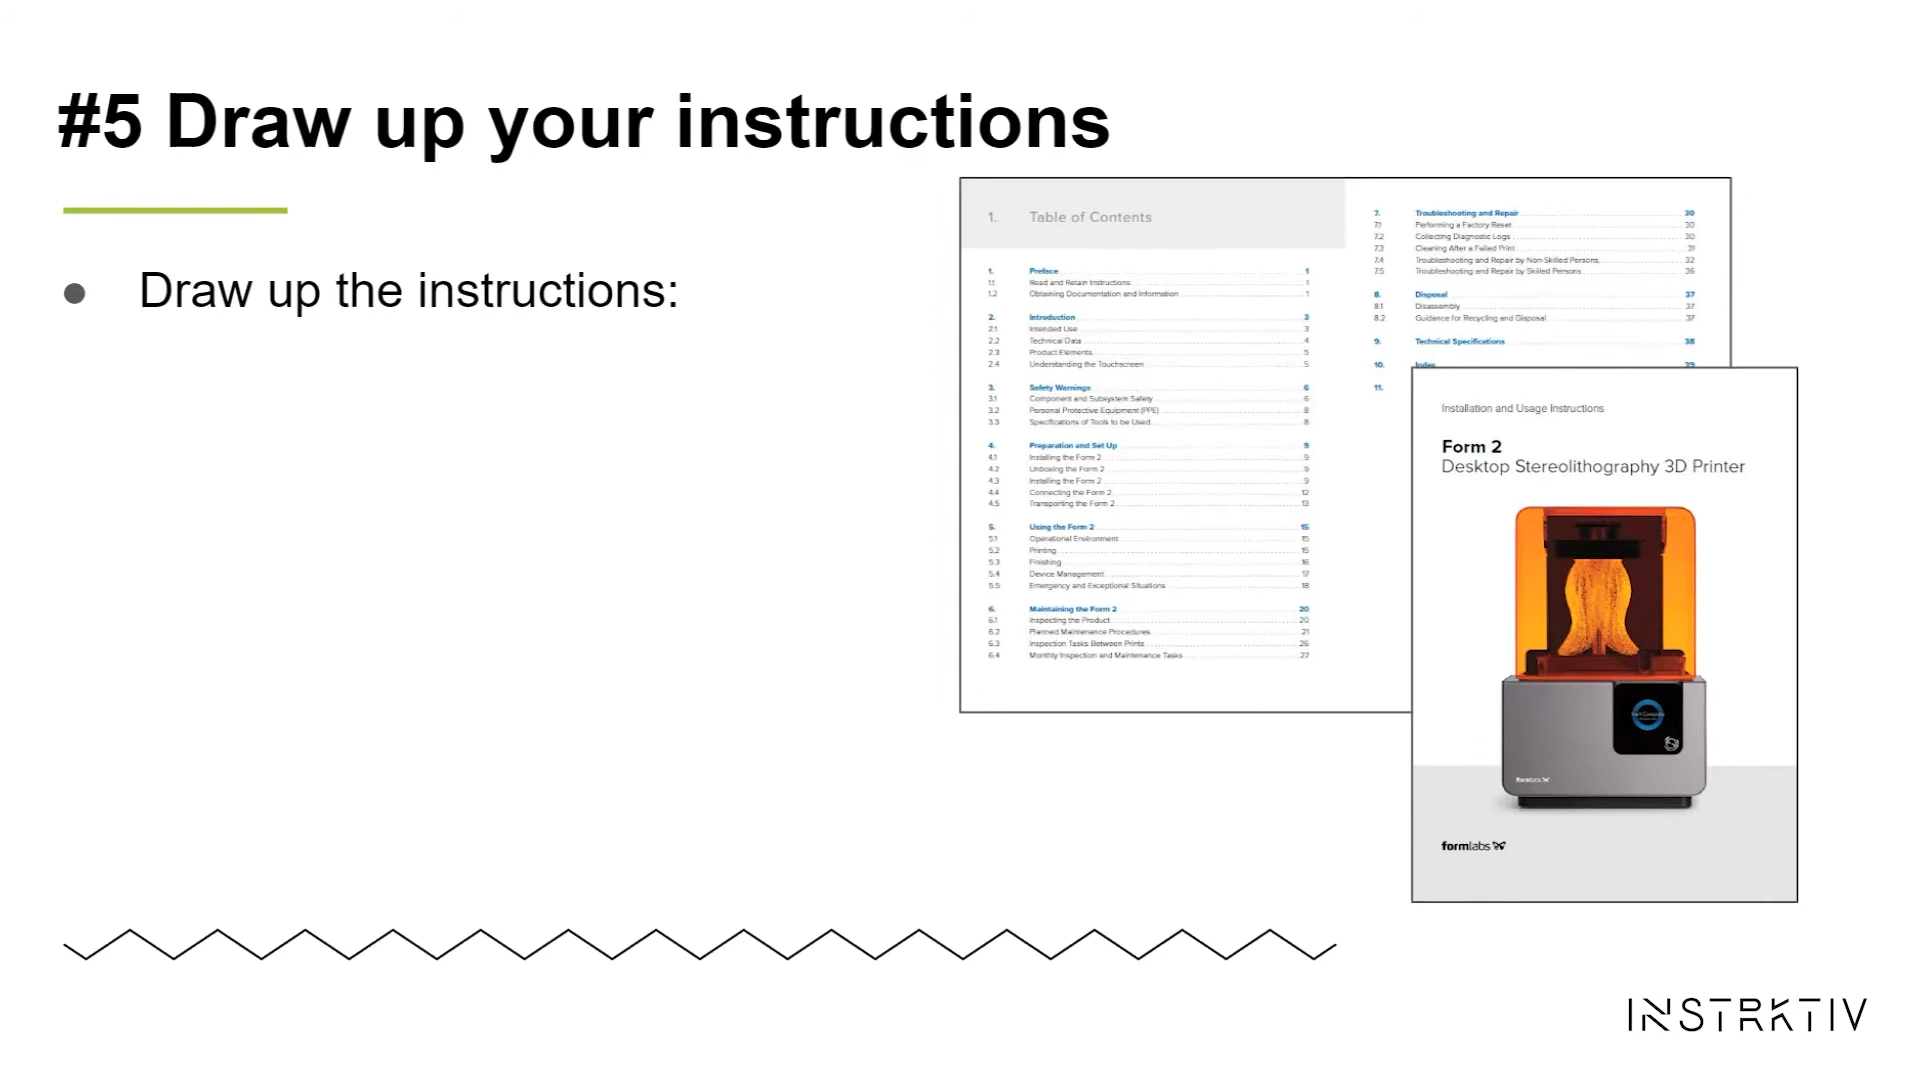 #5 Draw up your instructions
Draw up the instructions:
1. Table of Contents
1. Preface 1
1.1 Read and Retain Instructions 1
1.2 Obtaining Documentation and Information 1
2. Introduction 3
2.1 Intended Use 3
2.2 Technical Data 4
2.3 Product Elements 5
2.4 Understanding the Touchscreen 5
3. Safety Warnings 6
3.1 Component and Subsystem Safety 6
3.2 Personal Protective Equipment (PPE) 8
3.3 Specifications of Tools to be Used 8
4. Preparation and Set Up 9
4.1 Installing the Form 2 9
4.2 Unboxing the Form 2 9
4.3 Installing the Form 2 9
4.4 Connecting the Form 2 12
4.5 Transporting the Form 2 13
5. Using the Form 2 15
5.1 Operational Environment 15
5.2 Printing 15
5.3 Finishing 16
5.4 Device Management 17
5.5 Emergency and Exceptional Situations 18
6. Maintaining the Form 2 20
6.1 Inspecting the Product 20
6.2 Planned Maintenance Procedures 21
6.3 Inspection Tasks Between Prints 26
6.4 Monthly Inspection and Maintenance Tasks 27
7. Troubleshooting and Repair 30
7.1 Performing a Factory Reset 30
7.2 Collecting Diagnostic Logs 30
7.3 Cleaning After a Failed Print 31
7.4 Troubleshooting and Repair by Non-Skilled Persons 32
7.5 Troubleshooting and Repair by Skilled Persons 36
8. Disposal 37
8.1 Disassembly 37
8.2 Guidance for Recycling and Disposal 37
9. Technical Specifications 38
10. Index 39
11.
Installation and Usage Instructions
Form 2
Desktop Stereolithography 3D Printer
formlabs
formlabs
INSTRKTIV